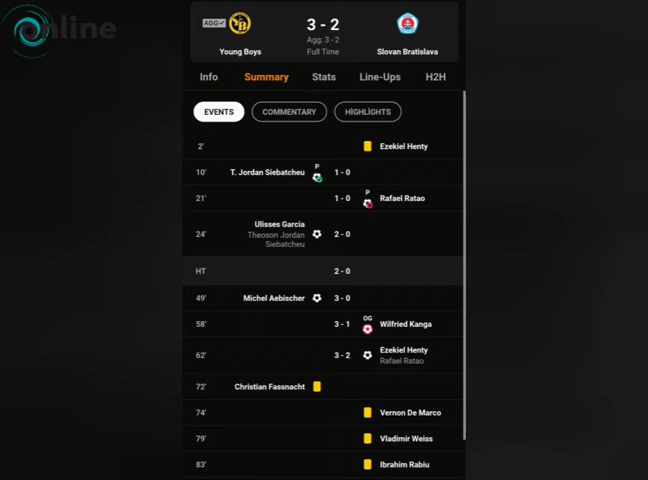 online
AGG
3 - 2
Agg: 3 - 2
Young Boys
Full Time
Slovan Bratislava
Info
Summary
Stats
Line-Ups
H2H
EVENTS
COMMENTARY
HİGHLİGHTS
2'
Ezekiel Henty
10'
T. Jordan Siebatcheu
P
1 - 0
21'
1 - 0
P
Rafael Ratao
24'
Ulisses Garcia
Theoson Jordan
Siebatcheu
2 - 0
HT
2 - 0
49'
Michel Aebischer
3 - 0
58'
3 - 1
OG
Wilfried Kanga
62'
3 - 2
Ezekiel Henty
Rafael Ratao
72'
Christian Fassnacht
74'
Vernon De Marco
79'
Vladimir Weiss
83'
Ibrahim Rabiu